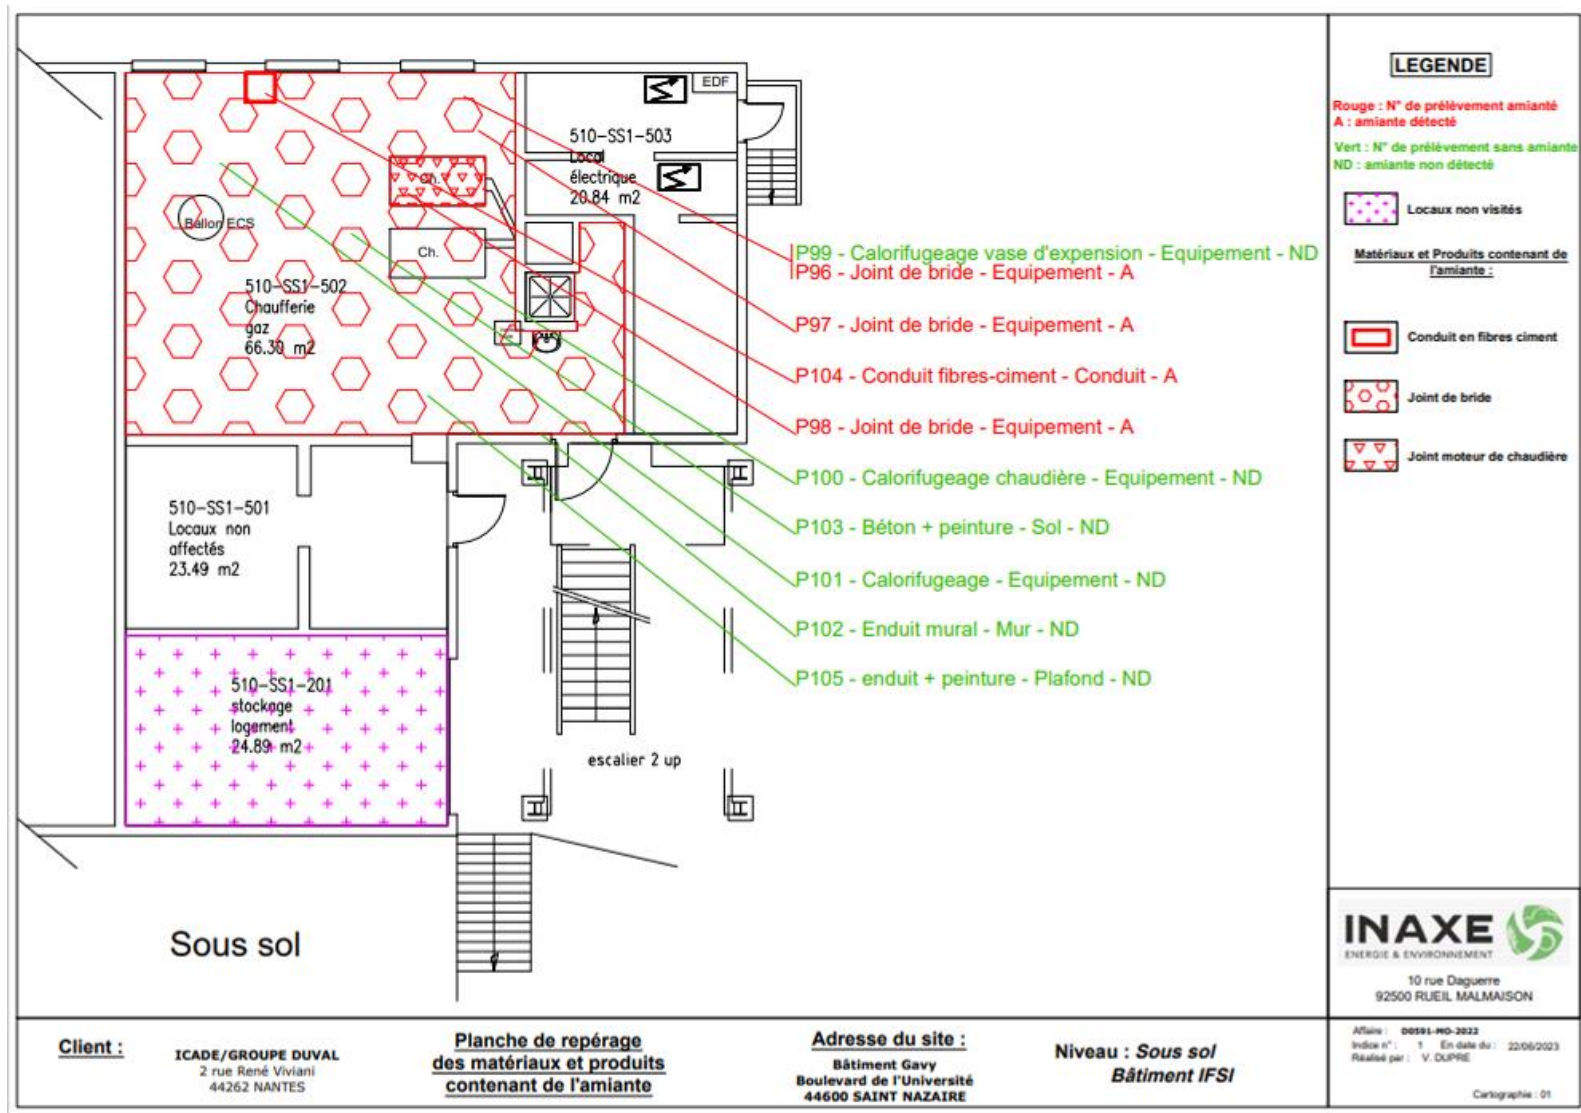 EDF
510-SS1-503
Local
électrique
20.84 m2
Ch.
Ballon ECS
Ch.
510-SS1-502
Chaufferie
gaz
66.30 m2
P99 - Calorifugeage vase d'expension - Equipement - ND
P96 - Joint de bride - Equipement - A
P97 - Joint de bride - Equipement - A
P104 - Conduit fibres-ciment - Conduit - A
P98 - Joint de bride - Equipement - A
P100 - Calorifugeage chaudière - Equipement - ND
P103 - Béton + peinture - Sol - ND
P101 - Calorifugeage - Equipement - ND
P102 - Enduit mural - Mur - ND
P105 - enduit + peinture - Plafond - ND
510-SS1-501
Locaux non
affectés
23.49 m2
510-SS1-201
stockage
logement
24.89 m2
escalier 2 up
Sous sol
LEGENDE
Rouge : N° de prélèvement amianté
A : amiante détecté
Vert : N° de prélèvement sans amiante
ND : amiante non détecté
Locaux non visités
Matériaux et Produits contenant de
l'amiante :
Conduit en fibres ciment
Joint de bride
Joint moteur de chaudière
INAXE
ENERGIE & ENVIRONNEMENT
10 rue Daguerre
92500 RUEIL MALMAISON
Client :
ICADE/GROUPE DUVAL
2 rue René Viviani
44262 NANTES
Planche de repérage
des matériaux et produits
contenant de l'amiante
Adresse du site :
Bâtiment Gavy
Boulevard de l'Université
44600 SAINT NAZAIRE
Niveau : Sous sol
Bâtiment IFSI
Affaire : D0591-MO-2022
Indice n° : 1 En date du : 22/06/2023
Réalisé par : V. DUPRE
Cartographie : 01